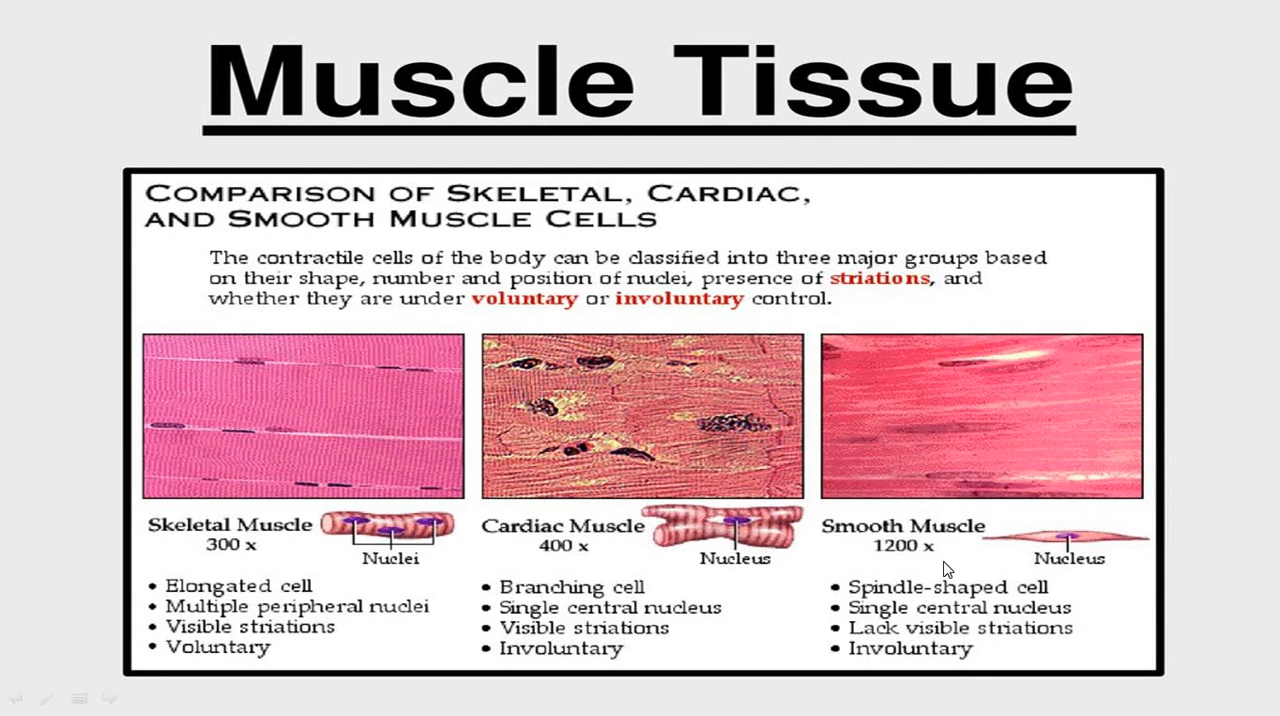 Muscle Tissue
COMPARISON OF SKELETAL, CARDIAC,
AND SMOOTH MUSCLE CELLS
The contractile cells of the body can be classified into three major groups based
on their shape, number and position of nuclei, presence of striations, and
whether they are under voluntary or involuntary control.
Skeletal Muscle
300 x
Nuclei
• Elongated cell
• Multiple peripheral nuclei
• Visible striations
• Voluntary
Cardiac Muscle
400 x
Nucleus
• Branching cell
• Single central nucleus
• Visible striations
• Involuntary
Smooth Muscle
1200 x
Nucleus
• Spindle-shaped cell
• Single central nucleus
• Lack visible striations
• Involuntary